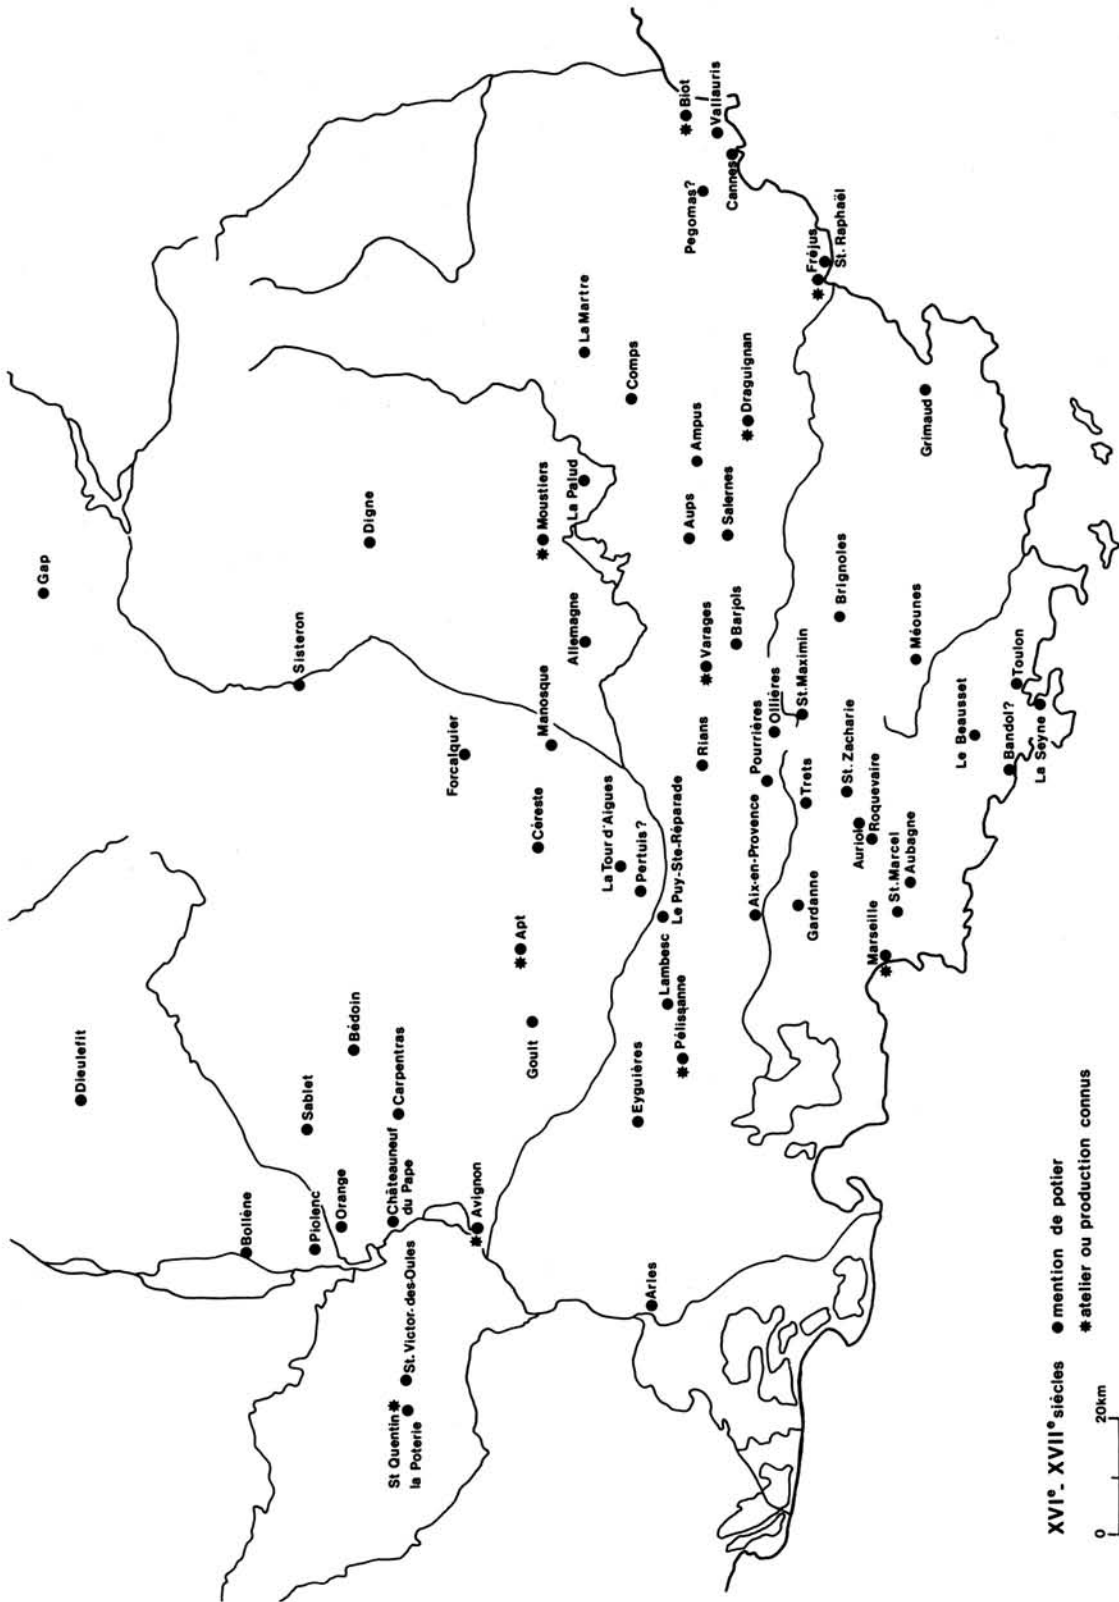 Gap
Dieulefit
Sisteron
Digne
Bollène
Sablet
Piolenc
Orange
Bédoin
Carpentras
Châteauneuf
du Pape
Forcalquier
St Quentin
la Poterie
St. Victor-des-Oules
Avignon
Apt
Goult
Céreste
Manosque
Moustiers
La Palud
La Martre
Allemagne
Comps
La Tour d'Aigues
Pertuis ?
Le Puy-Ste-Réparade
Lambesc
Pélissanne
Eyguières
Arles
Rians
Varages
Barjols
Aups
Salernes
Ampus
Draguignan
Pegomas ?
Biot
Vallauris
Cannes
Fréjus
St. Raphaël
Aix-en-Provence
Pourrières
Ollières
St. Maximin
Trets
Gardanne
St. Zacharie
Auriol
Roquevaire
Brignoles
Marseille
St. Marcel
Aubagne
Méounes
Grimaud
Le Beausset
Bandol ?
Toulon
La Seyne
XVIe - XVIIe siècles
mention de potier
atelier ou production connus
0 20km